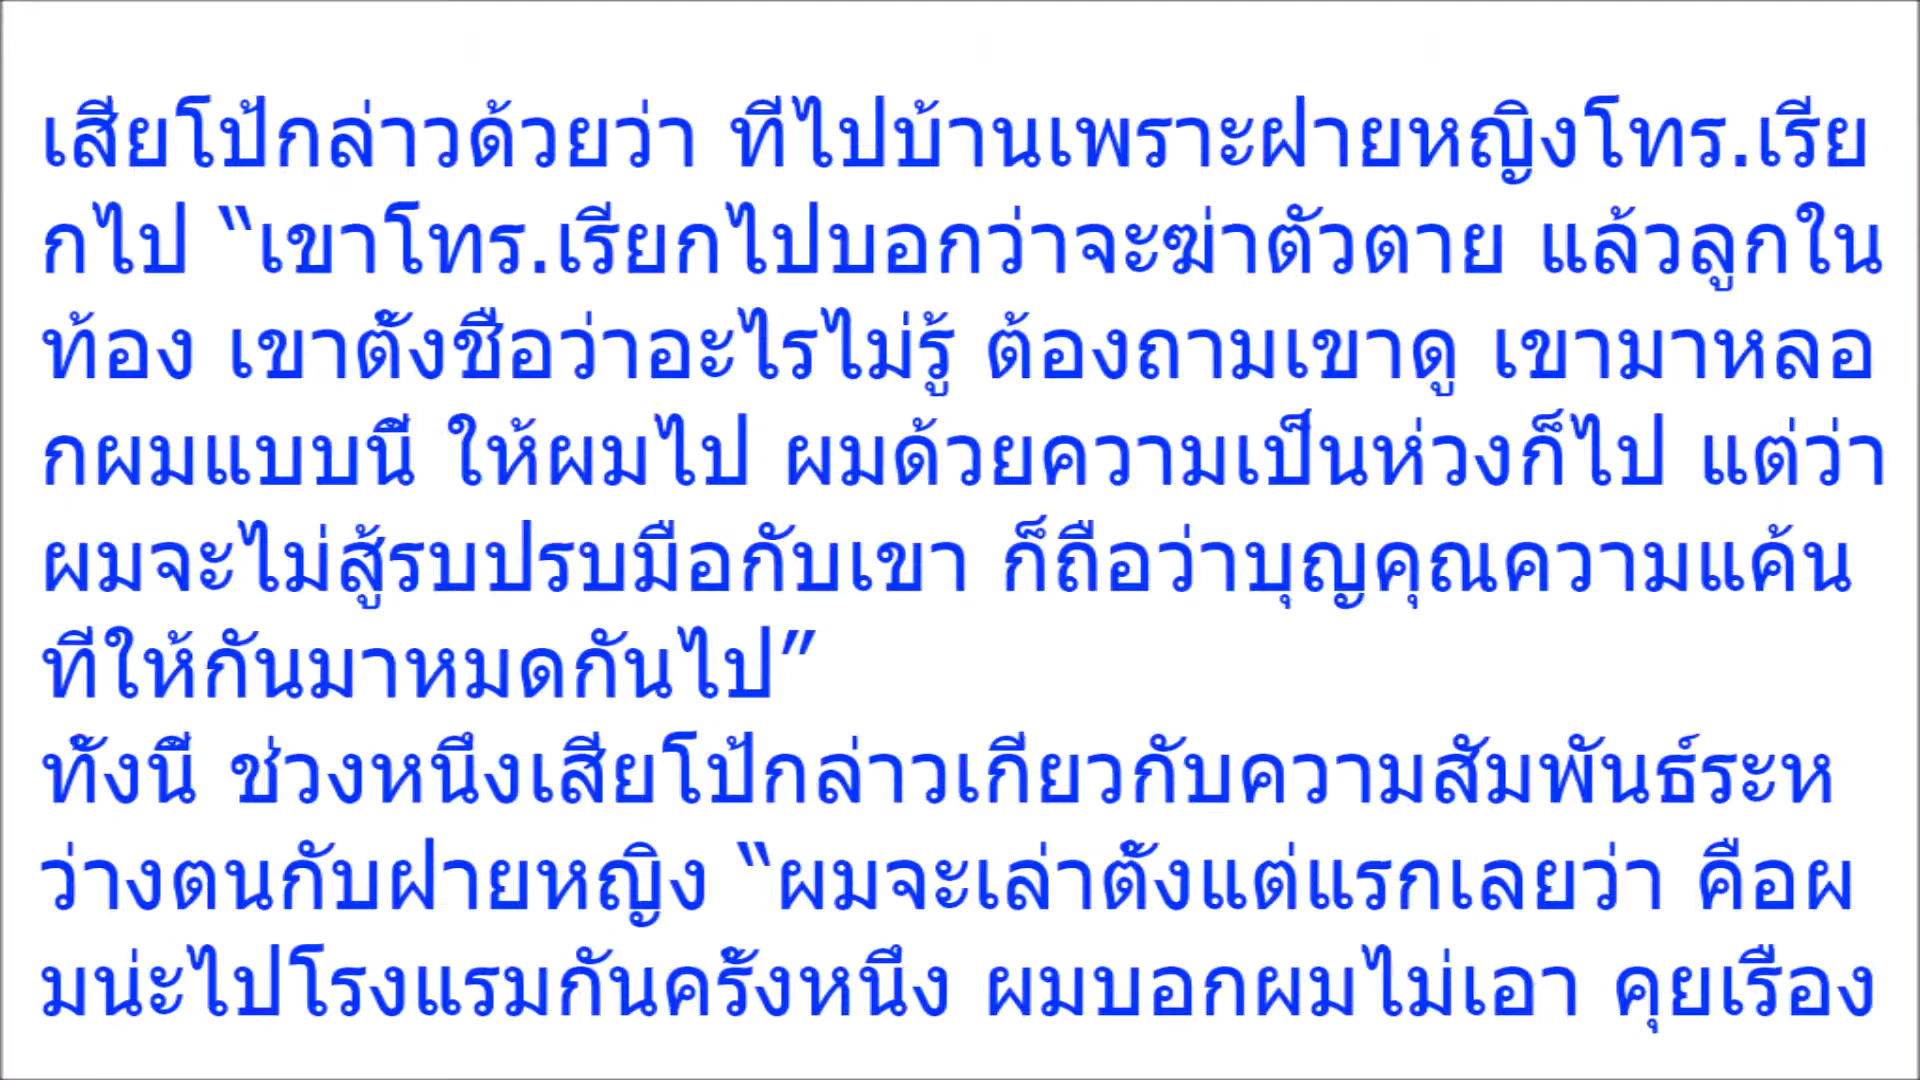 เสี่ยโป้กล่าวด้วยว่า ที่ไปบ้านเพราะฝ่ายหญิงโทร.เรีย
กไป “เขาโทร.เรียกไปบอกว่าจะฆ่าตัวตาย แล้วลูกใน
ท้อง เขาตั้งชื่อว่าอะไรไม่รู้ ต้องถามเขาดู เขามาหลอ
กผมแบบนี้ ให้ผมไป ผมด้วยความเป็นห่วงก็ไป แต่ว่า
ผมจะไม่สู้รบปรบมือกับเขา ก็ถือว่าบุญคุณความแค้น
ที่ให้กันมาหมดกันไป”
ทั้งนี้ ช่วงหนึ่งเสี่ยโป้กล่าวเกี่ยวกับความสัมพันธ์ระห
ว่างตนกับฝ่ายหญิง “ผมจะเล่าตั้งแต่แรกเลยว่า คือผ
มน่ะไปโรงแรมกันครั้งหนึ่ง ผมบอกผมไม่เอา คุยเรื่อง